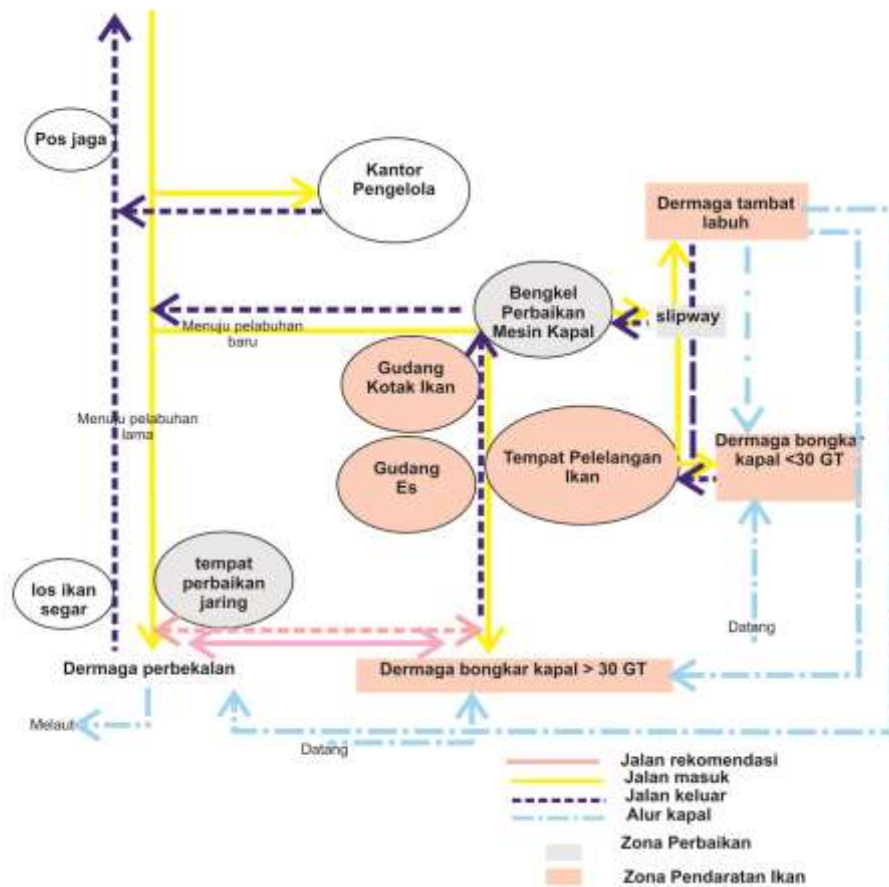 Pos jaga
Kantor
Pengelola
Dermaga tambat
labuh
Bengkel
Perbaikan
Mesin Kapal
slipway
Menuju pelabuhan
baru
Gudang
Kotak Ikan
Menuju pelabuhan
lama
Gudang
Es
Tempat Pelelangan
Ikan
Dermaga bongkar
kapal <30 GT
tempat
perbaikan
jaring
los ikan
segar
Datang
Dermaga perbekalan
Dermaga bongkar kapal > 30 GT
Melaut
Datang
Jalan rekomendasi
Jalan masuk
Jalan keluar
Alur kapal
Zona Perbaikan
Zona Pendaratan Ikan